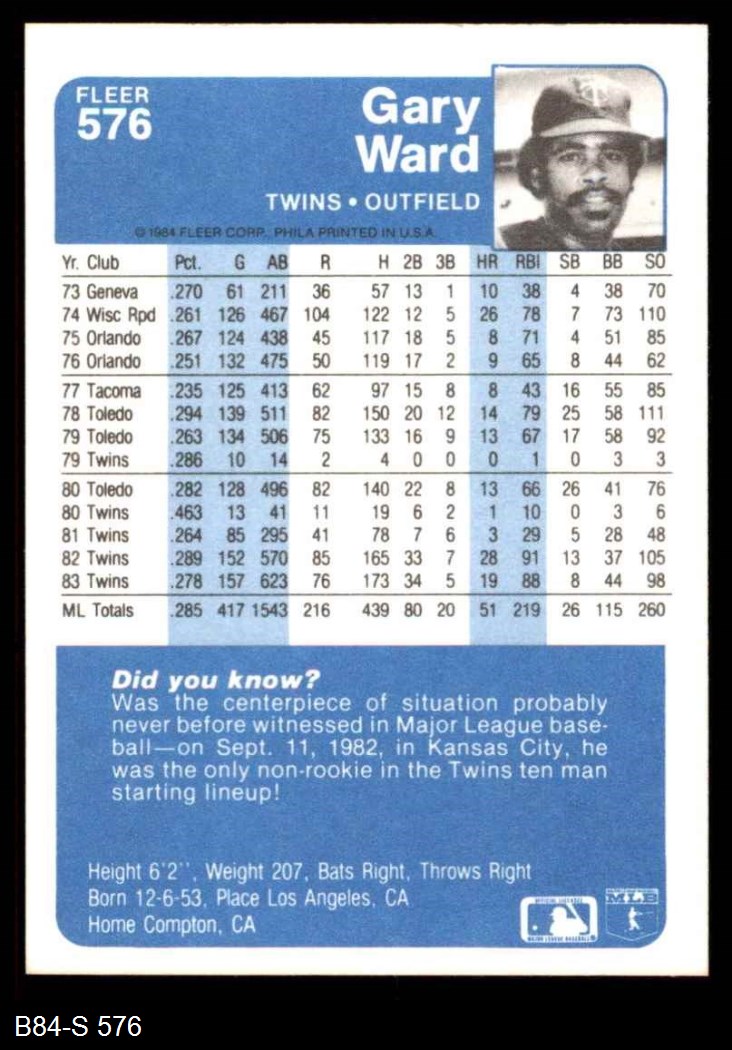 FLEER
576
Gary
Ward
TWINS • OUTFIELD
© 1984 FLEER CORP., PHILA PRINTED IN U.S.A.
Yr. Club Pct. G AB R H 2B 3B HR RBI SB BB SO
73 Geneva .270 61 211 36 57 13 1 10 38 4 38 70
74 Wisc Rpd .261 126 467 104 122 12 5 26 78 7 73 110
75 Orlando .267 124 438 45 117 18 5 8 71 4 51 85
76 Orlando .251 132 475 50 119 17 2 9 65 8 44 62
77 Tacoma .235 125 413 62 97 15 8 8 43 16 55 85
78 Toledo .294 139 511 82 150 20 12 14 79 25 58 111
79 Toledo .263 134 506 75 133 16 9 13 67 17 58 92
79 Twins .286 10 14 2 4 0 0 0 1 0 3 3
80 Toledo .282 128 496 82 140 22 8 13 66 26 41 76
80 Twins .463 13 41 11 19 6 2 1 10 0 3 6
81 Twins .264 85 295 41 78 7 6 3 29 5 28 48
82 Twins .289 152 570 85 165 33 7 28 91 13 37 105
83 Twins .278 157 623 76 173 34 5 19 88 8 44 98
ML Totals .285 417 1543 216 439 80 20 51 219 26 115 260
Did you know?
Was the centerpiece of situation probably
never before witnessed in Major League base-
ball—on Sept. 11, 1982, in Kansas City, he
was the only non-rookie in the Twins ten man
starting lineup!
Height 6'2'', Weight 207, Bats Right, Throws Right
Born 12-6-53, Place Los Angeles, CA
Home Compton, CA
OFFICIAL LICENSEE
MAJOR LEAGUE BASEBALL
MLB
B84-S 576